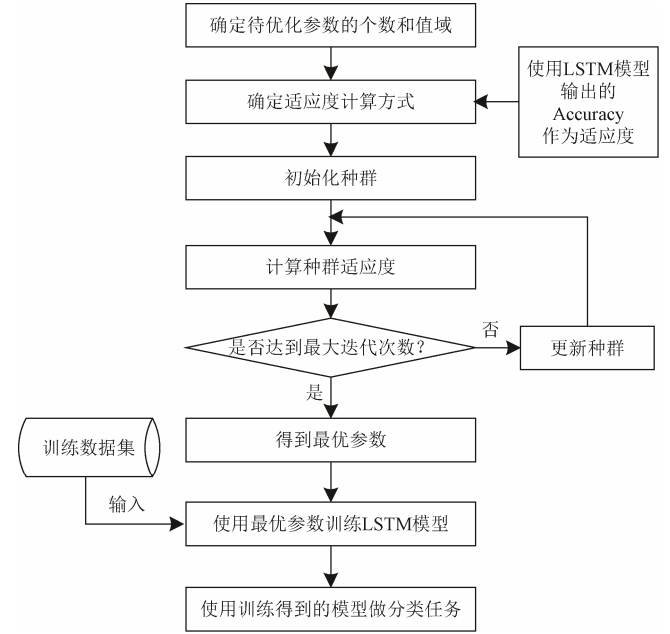 确定待优化参数的个数和值域
确定适应度计算方式
使用LSTM模型
输出的
Accuracy
作为适应度
初始化种群
计算种群适应度
是否达到最大迭代次数?
否
更新种群
是
得到最优参数
训练数据集
输入
使用最优参数训练LSTM模型
使用训练得到的模型做分类任务